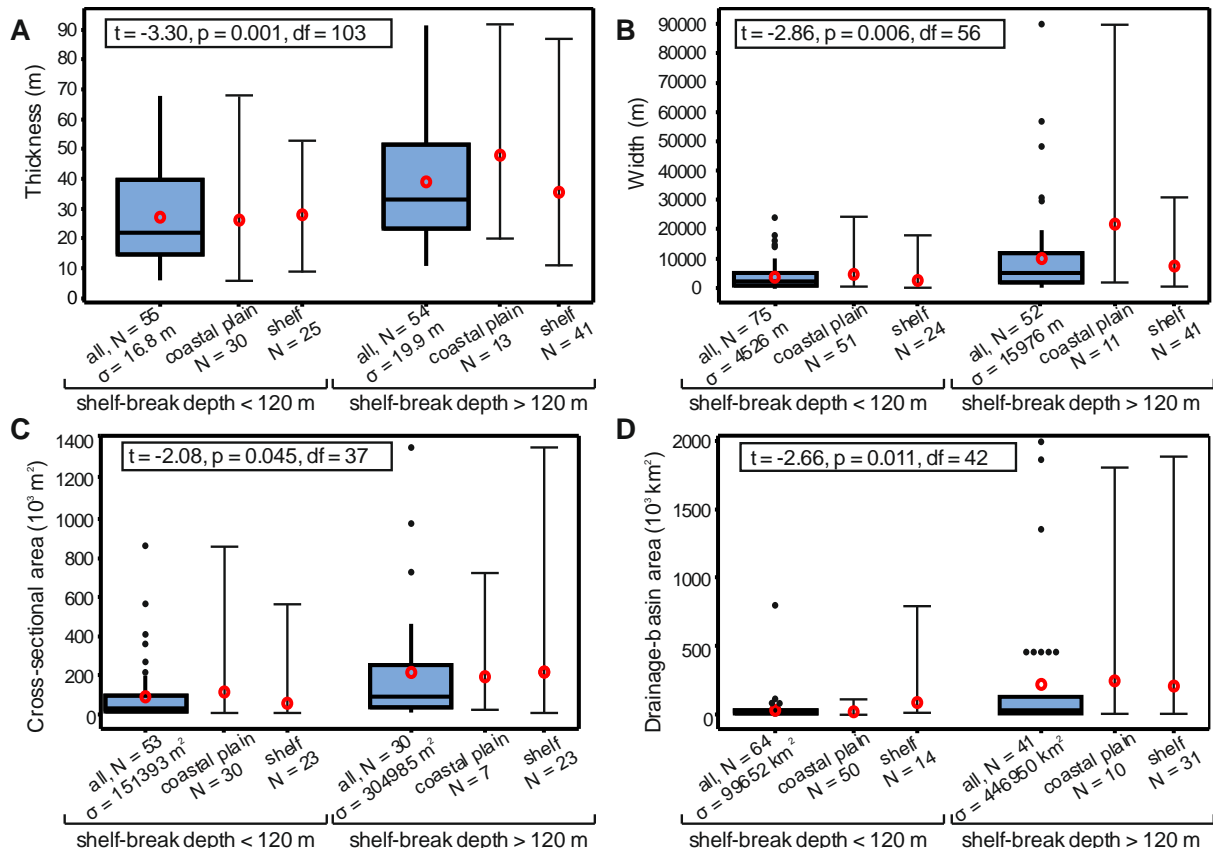 A
t = -3.30, p = 0.001, df = 103
Thickness (m)
90
80
70
60
50
40
30
20
10
0
all, N = 55
σ = 16.8 m
coastal plain
N = 30
shelf
N = 25
all, N = 54
σ = 19.9 m
coastal plain
N = 13
shelf
N = 41
shelf-break depth < 120 m
shelf-break depth > 120 m
B
t = -2.86, p = 0.006, df = 56
Width (m)
90000
80000
70000
60000
50000
40000
30000
20000
10000
0
all, N = 75
σ = 4526 m
coastal plain
N = 51
shelf
N = 24
all, N = 52
σ = 15976 m
coastal plain
N = 11
shelf
N = 41
shelf-break depth < 120 m
shelf-break depth > 120 m
C
t = -2.08, p = 0.045, df = 37
Cross-sectional area (10³ m²)
1400
1200
1000
800
600
400
200
0
all, N = 53
σ = 151393 m²
coastal plain
N = 30
shelf
N = 23
all, N = 30
σ = 304985 m²
coastal plain
N = 7
shelf
N = 23
shelf-break depth < 120 m
shelf-break depth > 120 m
D
t = -2.66, p = 0.011, df = 42
Drainage-basin area (10³ km²)
2000
1500
1000
500
0
all, N = 64
σ = 99652 km²
coastal plain
N = 50
shelf
N = 14
all, N = 41
σ = 446950 km²
coastal plain
N = 10
shelf
N = 31
shelf-break depth < 120 m
shelf-break depth > 120 m